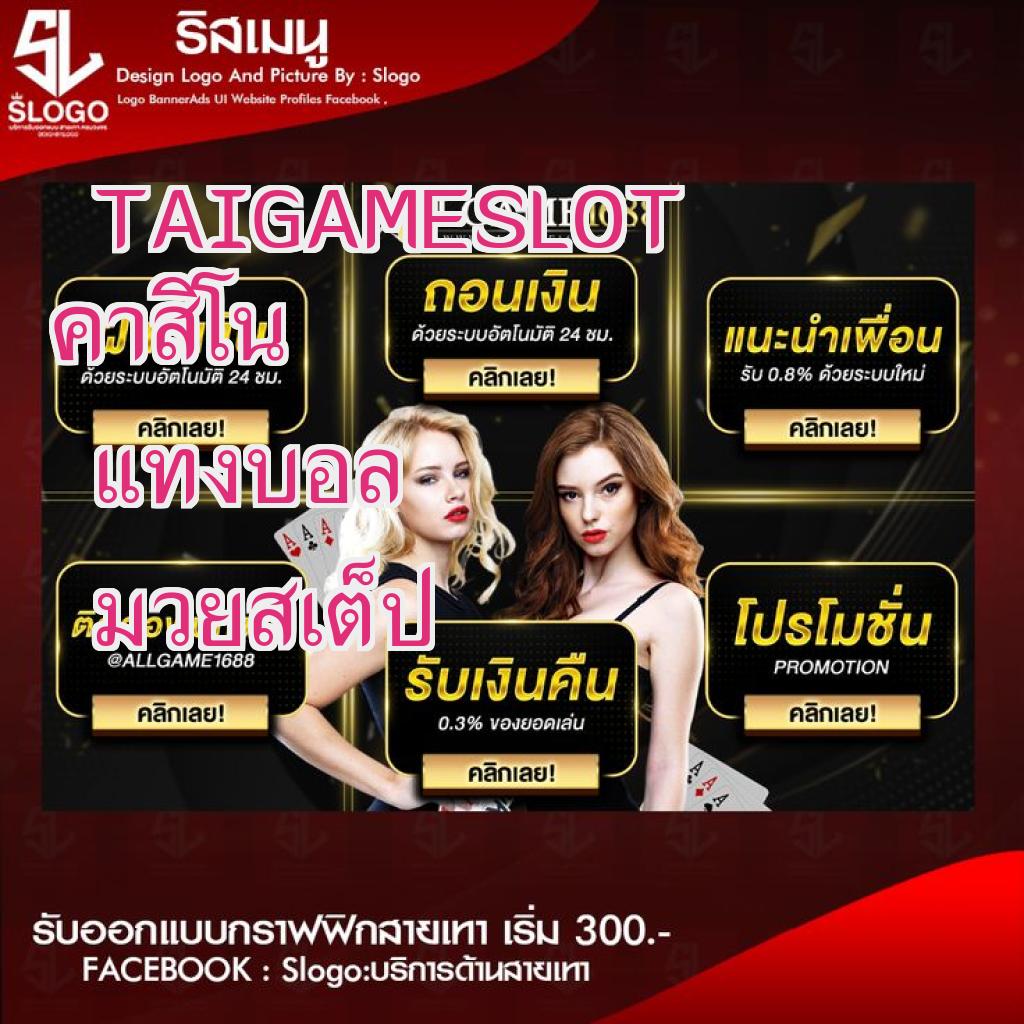 SL
SLOGO
ริสเมนู
Design Logo And Picture By : Slogo
Logo BannerAds UI Website Profiles Facebook .
TAIGAMESLOT
คาสิโน
ด้วยระบบอัตโนมัติ 24 ชม.
คลิกเลย!
ถอนเงิน
ด้วยระบบอัตโนมัติ 24 ชม.
คลิกเลย!
แนะนำเพื่อน
รับ 0.8% ด้วยระบบใหม่
คลิกเลย!
แทงบอล
มวยสเต็ป
@ALLGAME1688
คลิกเลย!
รับเงินคืน
0.3% ของยอดเล่น
คลิกเลย!
โปรโมชั่น
PROMOTION
คลิกเลย!
รับออกแบบกราฟฟิกสายเทา เริ่ม 300.-
FACEBOOK : Slogo:บริการด้านสายเทา